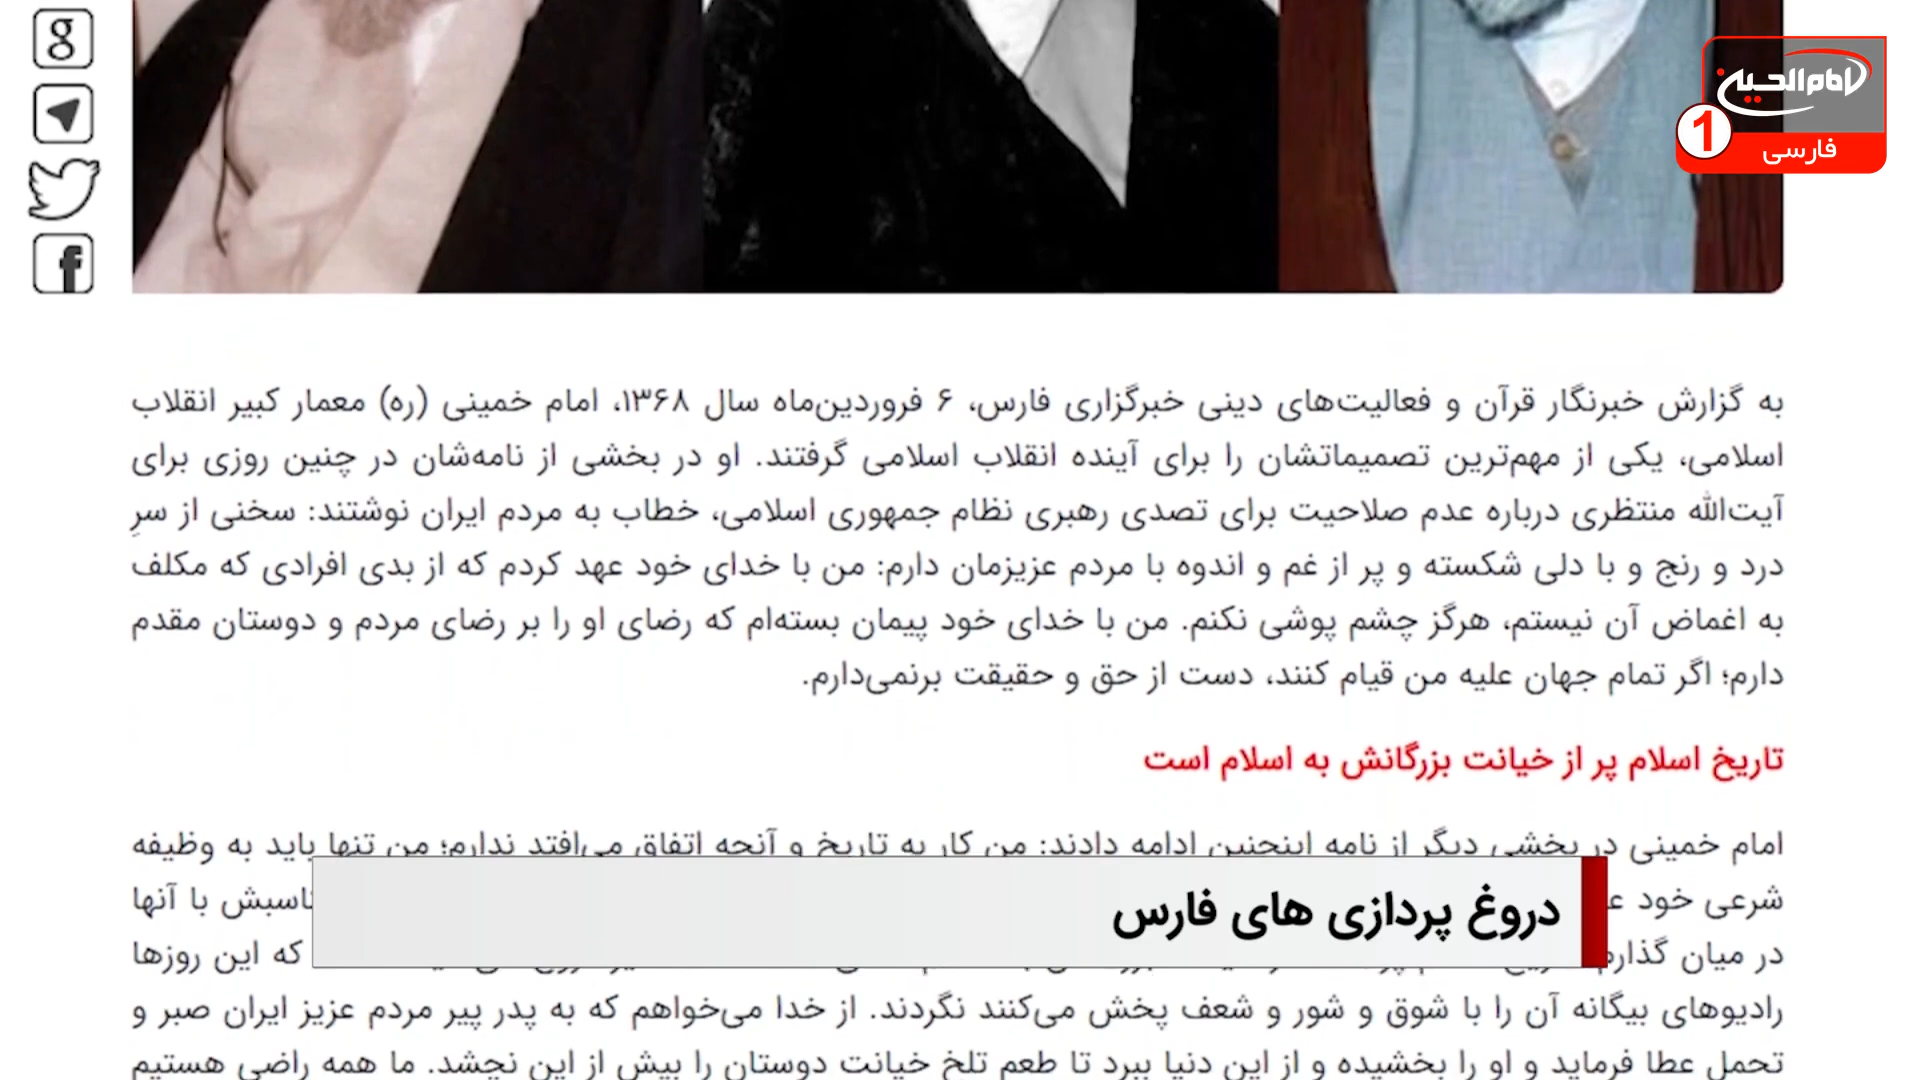 امام الحسین
1
فارسی
به گزارش خبرنگار قرآن و فعالیت‌های دینی خبرگزاری فارس، ۶ فروردین‌ماه سال ۱۳۶۸، امام خمینی (ره) معمار کبیر انقلاب
اسلامی، یکی از مهم‌ترین تصمیماتشان را برای آینده انقلاب اسلامی گرفتند. او در بخشی از نامه‌شان در چنین روزی برای
آیت‌الله منتظری درباره عدم صلاحیت برای تصدی رهبری نظام جمهوری اسلامی، خطاب به مردم ایران نوشتند: سخنی از سرِ
درد و رنج و با دلی شکسته و پر از غم و اندوه با مردم عزیزمان دارم: من با خدای خود عهد کردم که از بدی افرادی که مکلف
به اغماض آن نیستم، هرگز چشم پوشی نکنم. من با خدای خود پیمان بسته‌ام که رضای او را بر رضای مردم و دوستان مقدم
دارم؛ اگر تمام جهان علیه من قیام کنند، دست از حق و حقیقت برنمی‌دارم.
تاریخ اسلام پر از خیانت بزرگانش به اسلام است
امام خمینی در بخشی دیگر از نامه اینچنین ادامه دادند: من کار به تاریخ و آنچه اتفاق می‌افتد ندارم؛ من تنها باید به وظیفه
شرعی خود با آنها
در میان گذارم که این روزها
دروغ پردازی های فارس
رادیوهای بیگانه آن را با شوق و شور و شعف پخش می‌کنند نگردند. از خدا می‌خواهم که به پدر پیر مردم عزیز ایران صبر و
تحمل عطا فرماید و او را بخشیده و از این دنیا ببرد تا طعم تلخ خیانت دوستان را بیش از این نچشد. ما همه راضی هستیم